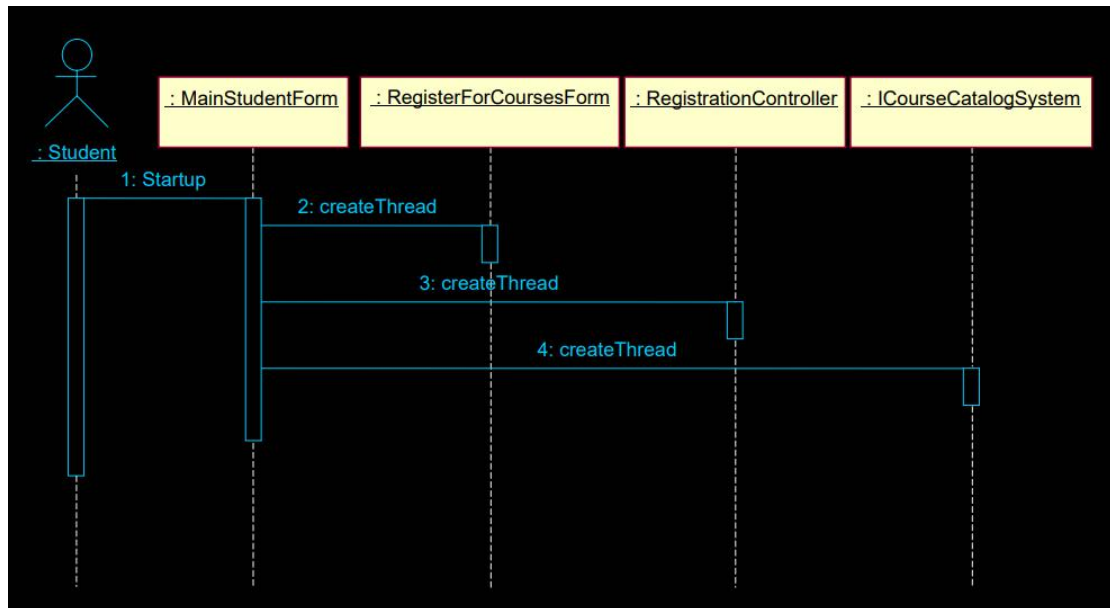 : MainStudentForm
: RegisterForCoursesForm
: RegistrationController
: ICourseCatalogSystem
: Student
1: Startup
2: createThread
3: createThread
4: createThread